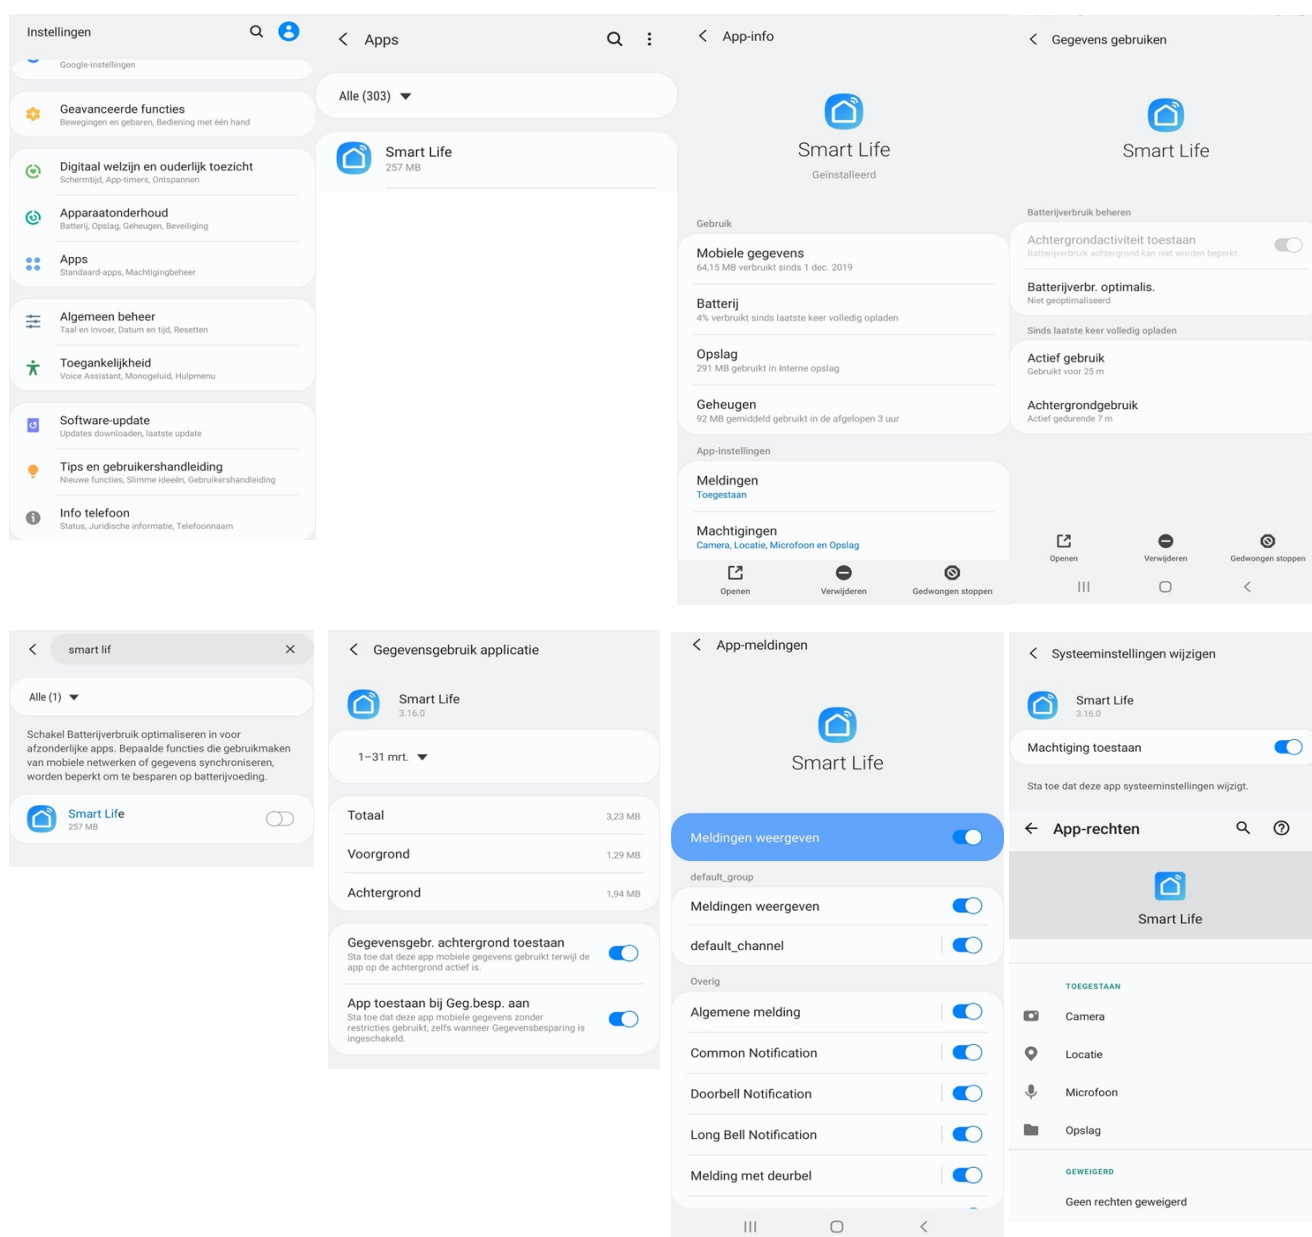 Instellingen
Google-instellingen
Geavanceerde functies
Bewegingen en gebaren, Bediening met één hand
Digitaal welzijn en ouderlijk toezicht
Schermtijd, App-timers, Ontspannen
Apparaatonderhoud
Batterij, Opslag, Geheugen, Beveiliging
Apps
Standaard-apps, Machtigingbeheer
Algemeen beheer
Taal en invoer, Datum en tijd, Resetten
Toegankelijkheid
Voice Assistant, Monogeluid, Hulpmenu
Software-update
Updates downloaden, laatste update
Tips en gebruikershandleiding
Nieuwe functies, Slimme ideeën, Gebruikershandleiding
Info telefoon
Status, Juridische informatie, Telefoonnaam
Apps
Alle (303)
Smart Life
257 MB
App-info
Smart Life
Geïnstalleerd
Gebruik
Mobiele gegevens
64,15 MB verbruikt sinds 1 dec. 2019
Batterij
4% verbruikt sinds laatste keer volledig opladen
Opslag
291 MB gebruikt in Interne opslag
Geheugen
92 MB gemiddeld gebruikt in de afgelopen 3 uur
App-instellingen
Meldingen
Toegestaan
Machtigingen
Camera, Locatie, Microfoon en Opslag
Openen
Verwijderen
Gedwongen stoppen
Gegevens gebruiken
Smart Life
Batterijverbruik beheren
Achtergrondactiviteit toestaan
Batterijverbruik achtergrond kan niet worden beperkt.
Batterijverbr. optimalis.
Niet geoptimaliseerd
Sinds laatste keer volledig opladen
Actief gebruik
Gebruikt voor 25 m
Achtergrondgebruik
Actief gedurende 7 m
Openen
Verwijderen
Gedwongen stoppen
smart lif
Alle (1)
Schakel Batterijverbruik optimaliseren in voor
afzonderlijke apps. Bepaalde functies die gebruikmaken
van mobiele netwerken of gegevens synchroniseren,
worden beperkt om te besparen op batterijvoeding.
Smart Life
257 MB
Gegevensgebruik applicatie
Smart Life
3.16.0
1–31 mrt.
Totaal
3,23 MB
Voorgrond
1,29 MB
Achtergrond
1,94 MB
Gegevensgebr. achtergrond toestaan
Sta toe dat deze app mobiele gegevens gebruikt terwijl de
app op de achtergrond actief is.
App toestaan bij Geg.besp. aan
Sta toe dat deze app mobiele gegevens zonder
restricties gebruikt, zelfs wanneer Gegevensbesparing is
ingeschakeld.
App-meldingen
Smart Life
Meldingen weergeven
default_group
Meldingen weergeven
default_channel
Overig
Algemene melding
Common Notification
Doorbell Notification
Long Bell Notification
Melding met deurbel
Systeeminstellingen wijzigen
Smart Life
3.16.0
Machtiging toestaan
Sta toe dat deze app systeeminstellingen wijzigt.
App-rechten
Smart Life
TOEGESTAAN
Camera
Locatie
Microfoon
Opslag
GEWEIGERD
Geen rechten geweigerd